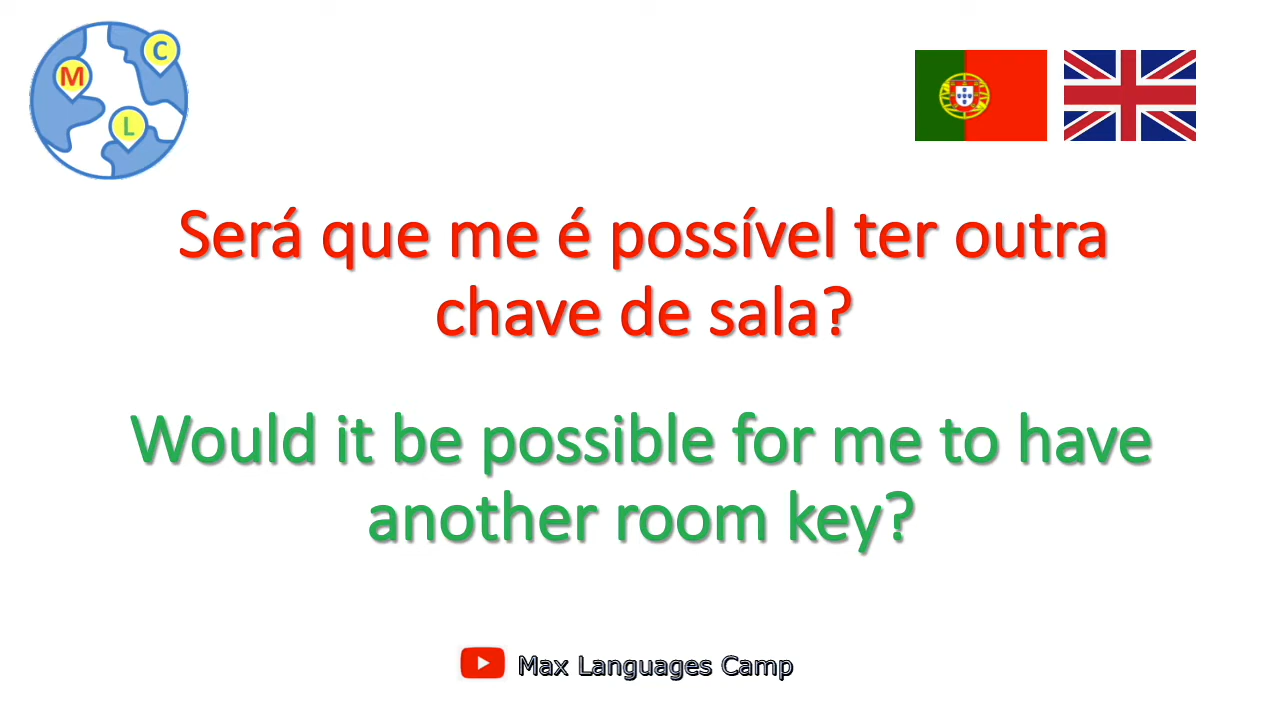 M
C
L
Será que me é possível ter outra
chave de sala?
Would it be possible for me to have
another room key?
Max Languages Camp